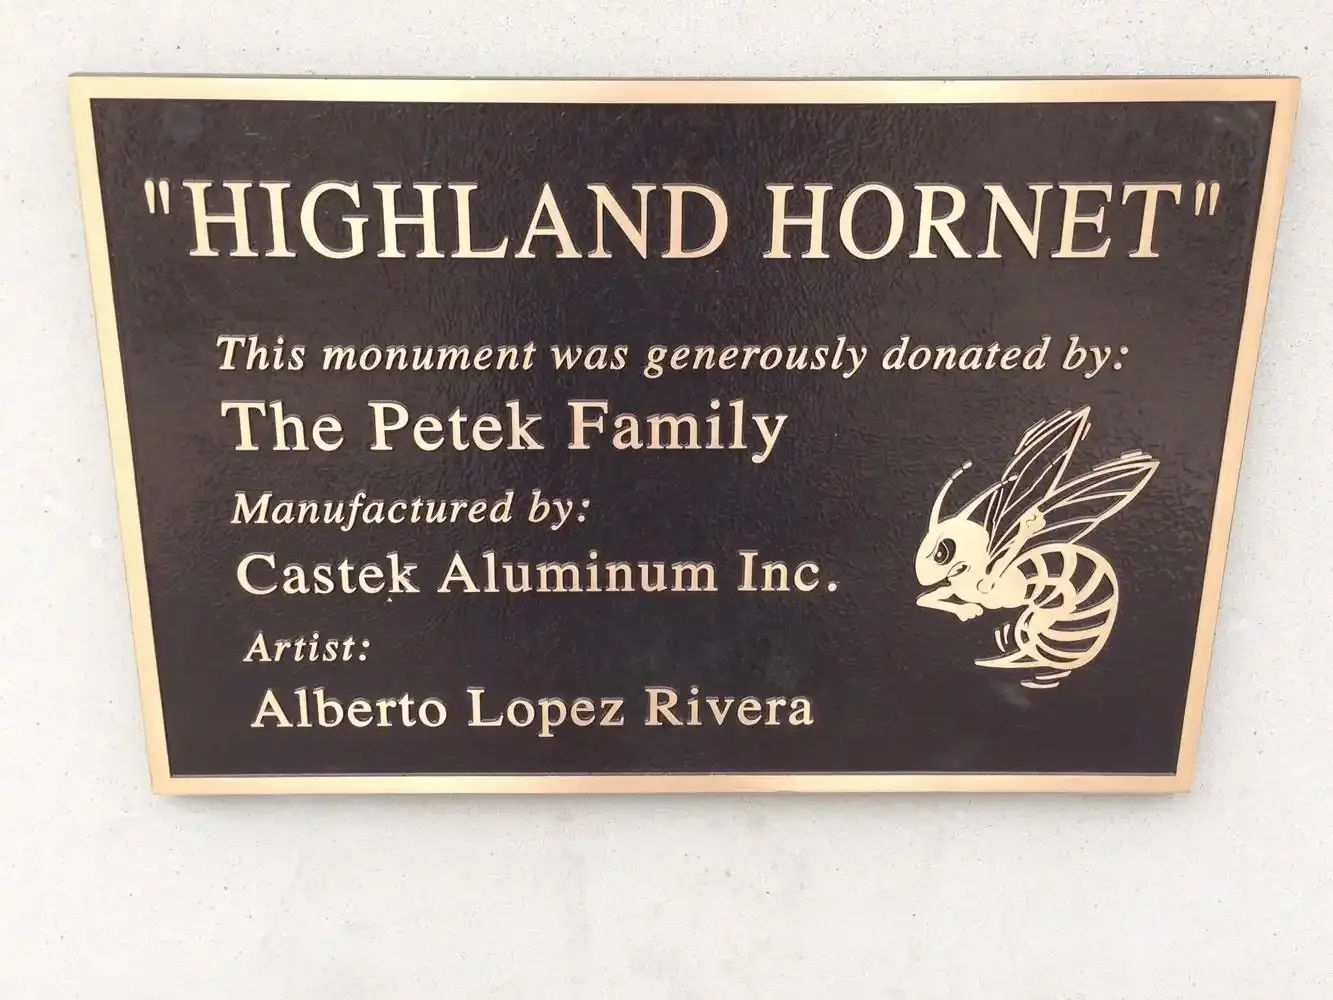 "HIGHLAND HORNET"
This monument was generously donated by:
The Petek Family
Manufactured by:
Castek Aluminum Inc.
Artist:
Alberto Lopez Rivera